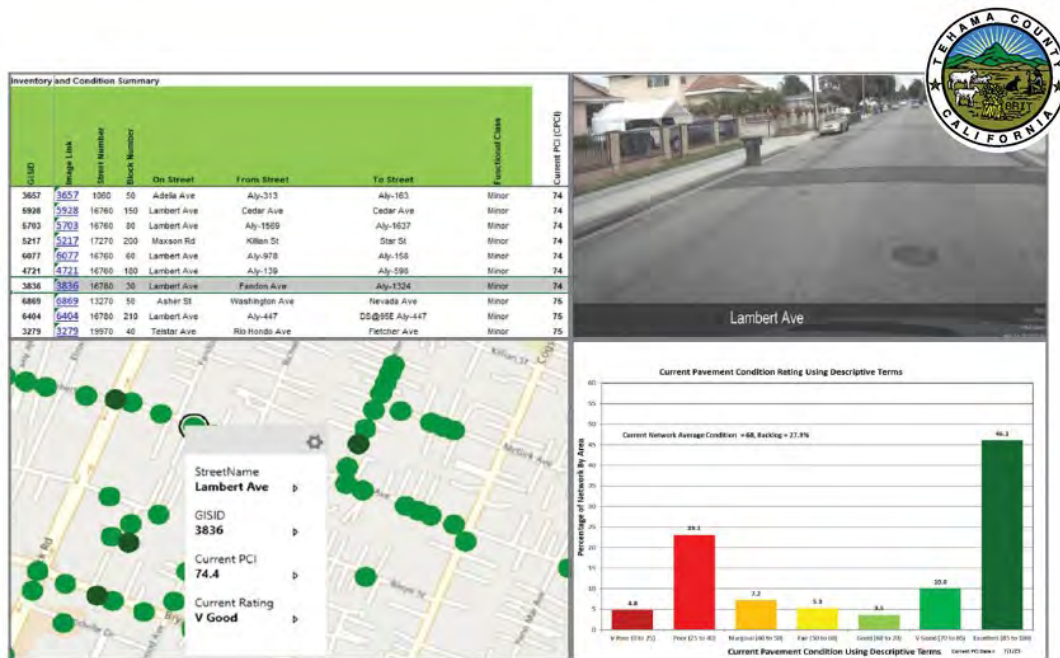 TEHAMA COUNTY
CALIFORNIA
Inventory and Condition Summary
GISID Image Link Street Number Block Number On Street From Street To Street Functional Class Current PCI (CPCI)
3657 3657 1060 50 Adelia Ave Aly-313 Aly-163 Minor 74
5928 5928 16760 150 Lambert Ave Cedar Ave Cedar Ave Minor 74
5703 5703 16760 80 Lambert Ave Aly-1569 Aly-1637 Minor 74
5217 5217 17270 200 Maxson Rd Killian St Star St Minor 74
6077 6077 16760 60 Lambert Ave Aly-978 Aly-158 Minor 74
4721 4721 16760 100 Lambert Ave Aly-139 Aly-598 Minor 74
3836 3836 16780 30 Lambert Ave Fandon Ave Aly-1324 Minor 74
6869 6869 13270 50 Asher St Washington Ave Nevada Ave Minor 75
6404 6404 16780 210 Lambert Ave Aly-447 DS@95E Aly-447 Minor 75
3279 3279 19970 40 Telstar Ave Rio Hondo Ave Fletcher Ave Minor 75
Lambert Ave
Killian St
McGirk Ave
StreetName
Lambert Ave
GISID
3836
Current PCI
74.4
Current Rating
V Good
Current Pavement Condition Rating Using Descriptive Terms
Current Network Average Condition = 68, Backlog = 27.9%
Percentage of Network By Area
60
55
50
45
40
35
30
25
20
15
10
5
0
4.8
23.1
7.2
5.3
3.5
10.0
46.1
V Poor (0 to 25) Poor (25 to 40) Marginal (40 to 50) Fair (50 to 60) Good (60 to 70) V Good (70 to 85) Excellent (85 to 100)
Current Pavement Condition Using Descriptive Terms